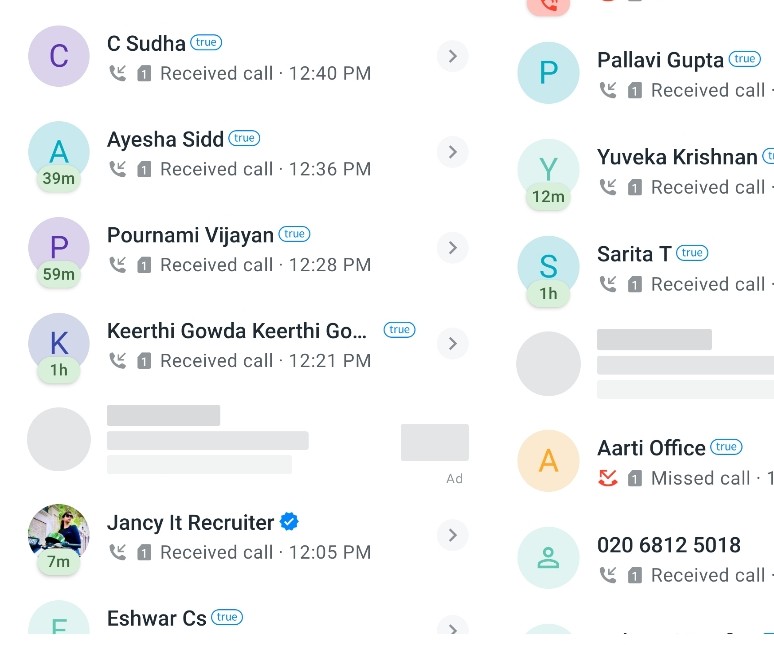 C
C Sudha true
1 Received call · 12:40 PM
A
39m
Ayesha Sidd true
1 Received call · 12:36 PM
P
59m
Pournami Vijayan true
1 Received call · 12:28 PM
K
1h
Keerthi Gowda Keerthi Go... true
1 Received call · 12:21 PM
Ad
7m
Jancy It Recruiter
1 Received call · 12:05 PM
Eshwar Cs true
P
Pallavi Gupta true
1 Received call ·
Y
12m
Yuveka Krishnan
1 Received call ·
S
1h
Sarita T true
1 Received call ·
A
Aarti Office true
1 Missed call · 1
020 6812 5018
1 Received call ·